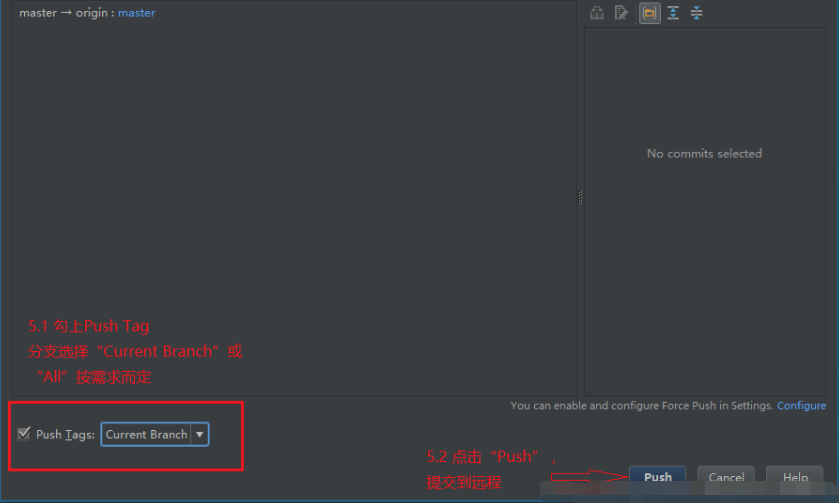 master → origin : master
No commits selected
5.1 勾上Push Tag
分支选择“Current Branch”或
“All”按需求而定
You can enable and configure Force Push in Settings. Configure
Push Tags: Current Branch
5.2 点击“Push”,
提交到远程
Push Cancel Help